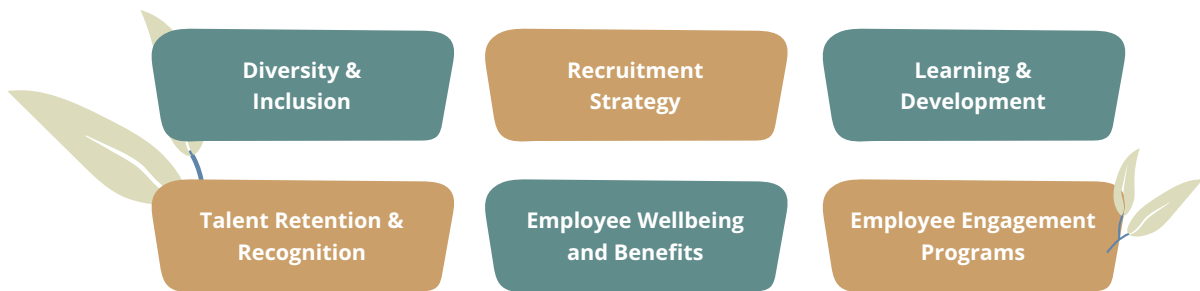 Diversity &
Inclusion
Recruitment
Strategy
Learning &
Development
Talent Retention &
Recognition
Employee Wellbeing
and Benefits
Employee Engagement
Programs